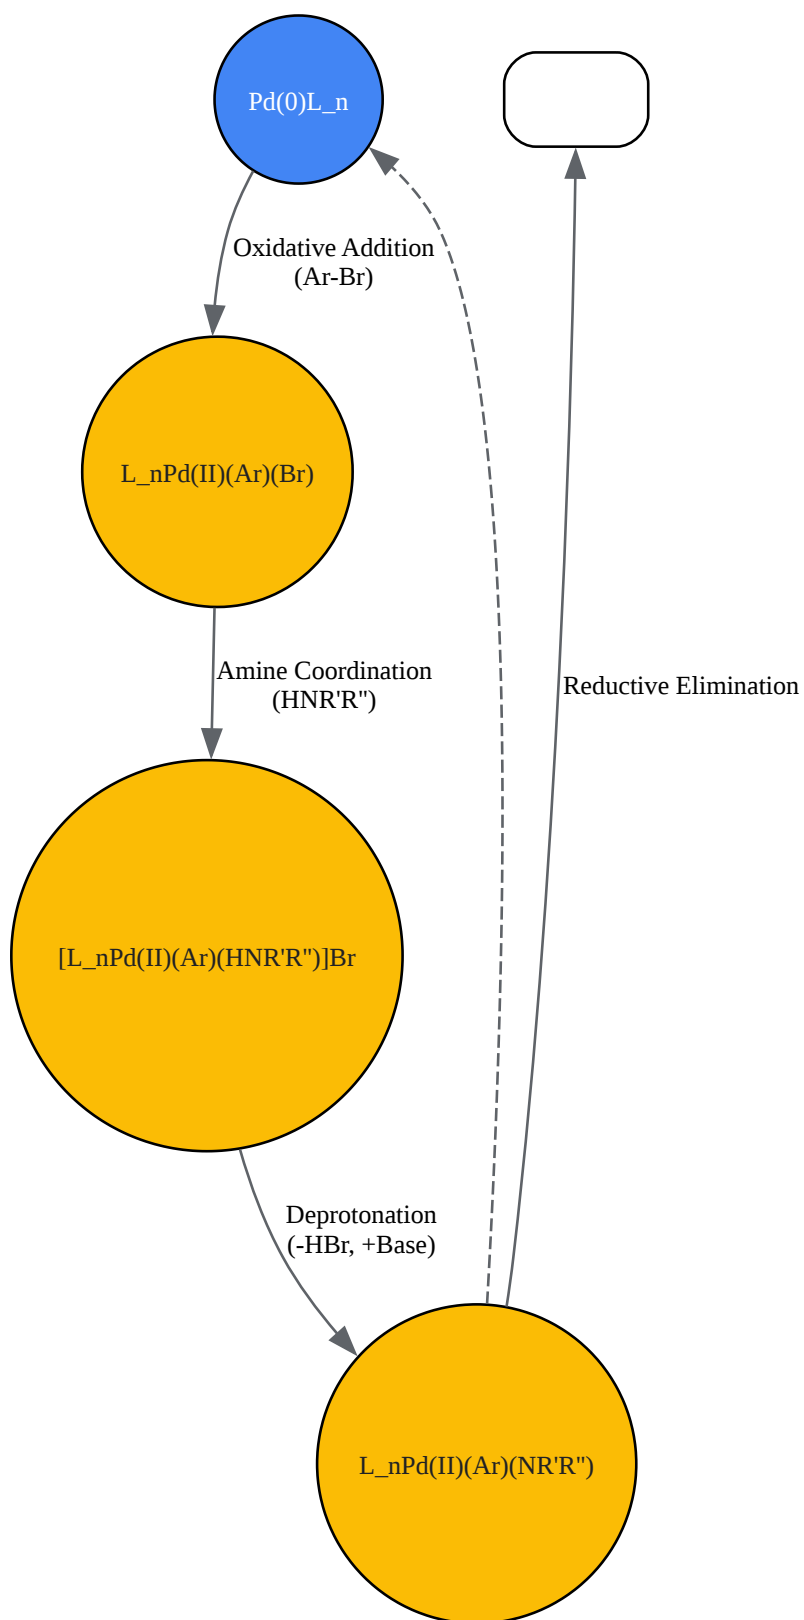 Pd(0)L_n
Oxidative Addition
(Ar-Br)
L_nPd(II)(Ar)(Br)
Amine Coordination
(HNR'R")
Reductive Elimination
[L_nPd(II)(Ar)(HNR'R")]Br
Deprotonation
(-HBr, +Base)
L_nPd(II)(Ar)(NR'R")